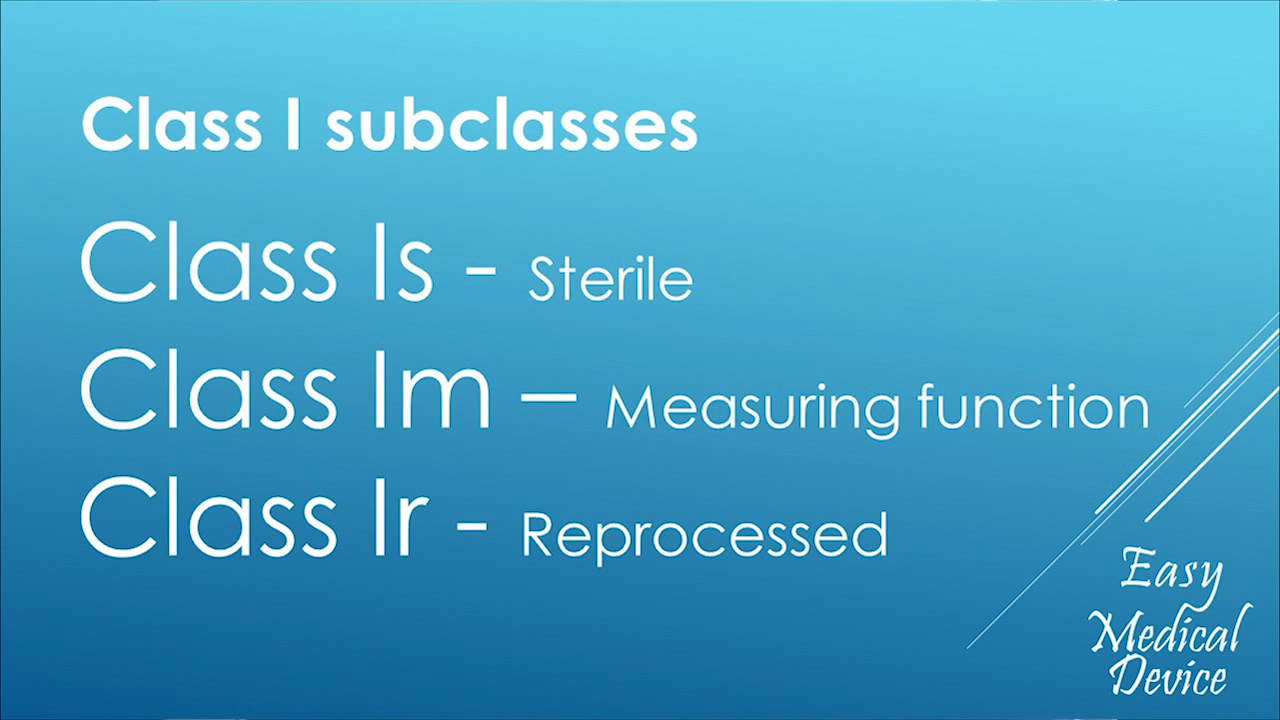 Class I subclasses
Class Is - Sterile
Class Im – Measuring function
Class Ir - Reprocessed
Easy
Medical
Device